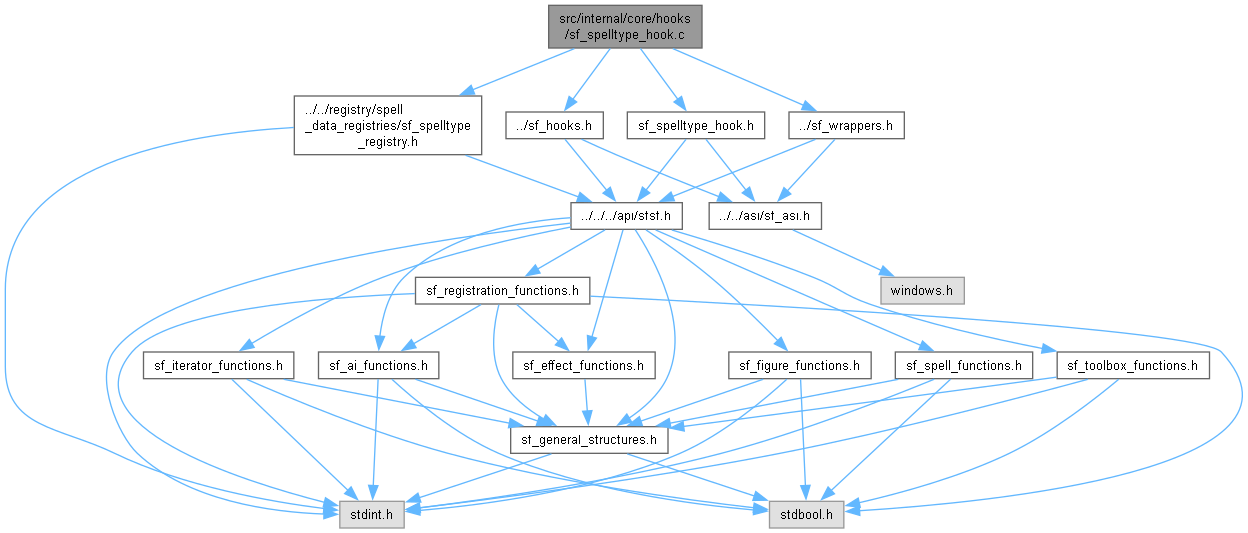 src/internal/core/hooks
/sf_spelltype_hook.c
../../registry/spell
_data_registries/sf_spelltype
_registry.h
../sf_hooks.h
sf_spelltype_hook.h
../sf_wrappers.h
../../../api/sfsf.h
../../asi/sf_asi.h
sf_registration_functions.h
windows.h
sf_iterator_functions.h
sf_ai_functions.h
sf_effect_functions.h
sf_figure_functions.h
sf_spell_functions.h
sf_toolbox_functions.h
sf_general_structures.h
stdint.h
stdbool.h